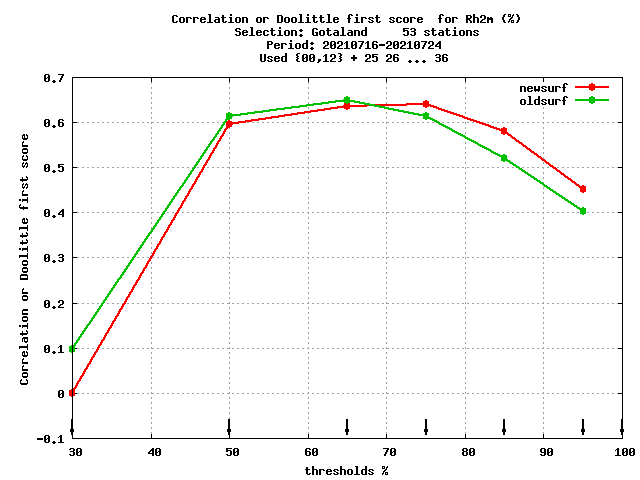 Correlation or Doolittle first score  for Rh2m (%)
Selection: Gotaland     53 stations
Period: 20210716-20210724
Used {00,12} + 25 26 ... 36
newsurf
oldsurf
Correlation or Doolittle first score
0.7
0.6
0.5
0.4
0.3
0.2
0.1
0
-0.1
30 40 50 60 70 80 90 100
thresholds %